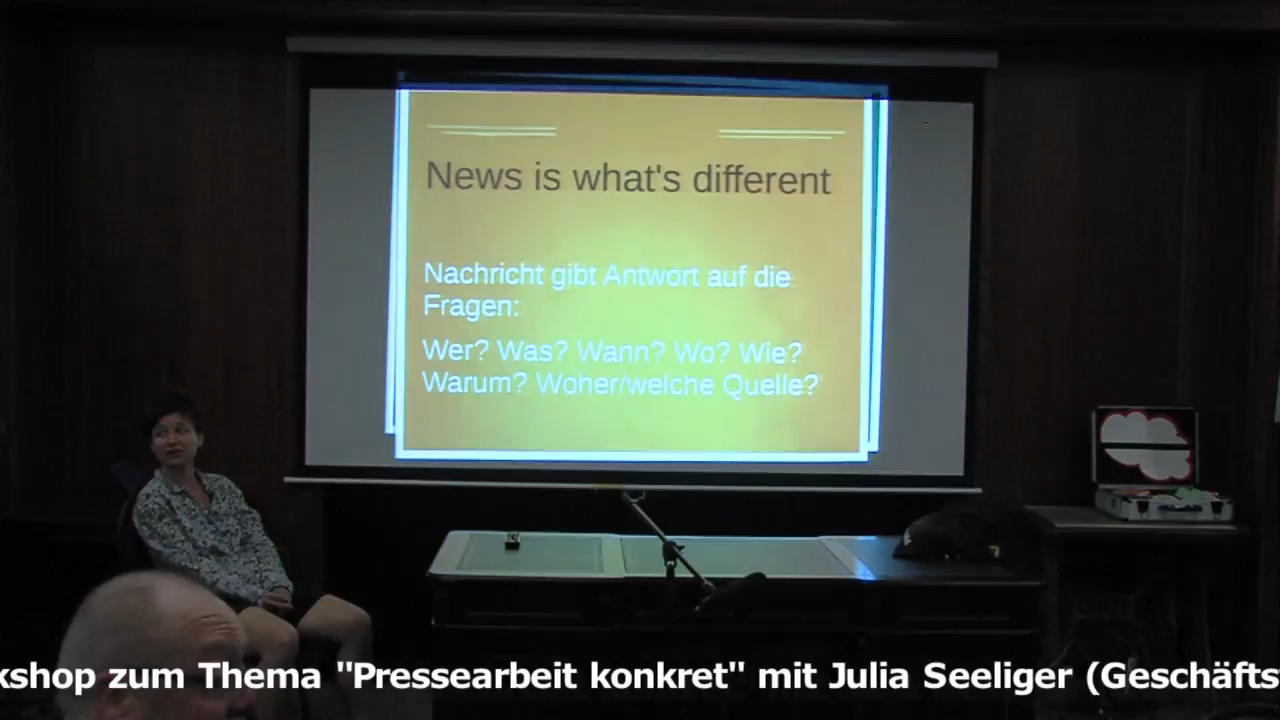 News is what's different
Nachricht gibt Antwort auf die
Fragen:
Wer? Was? Wann? Wo? Wie?
Warum? Woher/welche Quelle?
kshop zum Thema "Pressearbeit konkret" mit Julia Seeliger (Geschäfts